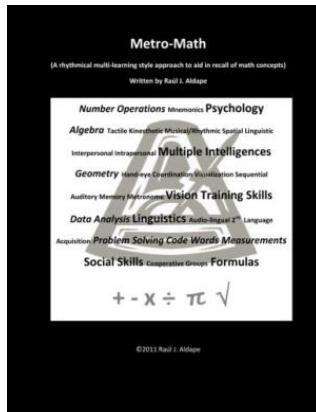 Metro-Math
(A rhythmical multi-learning style approach to aid in recall of math concepts)
Written by Raúl J. Aldape
Number Operations Mnemonics Psychology
Algebra Tactile Kinesthetic Musical/Rhythmic Spatial Linguistic
Interpersonal Intrapersonal Multiple Intelligences
Geometry Hand-eye Coordination Visualization Sequential
Auditory Memory Metronome Vision Training Skills
Data Analysis Linguistics Audio-lingual 2nd Language
Acquisition Problem Solving Code Words Measurements
Social Skills Cooperative Groups Formulas
+ - x ÷ π √
©2011 Raúl J. Aldape